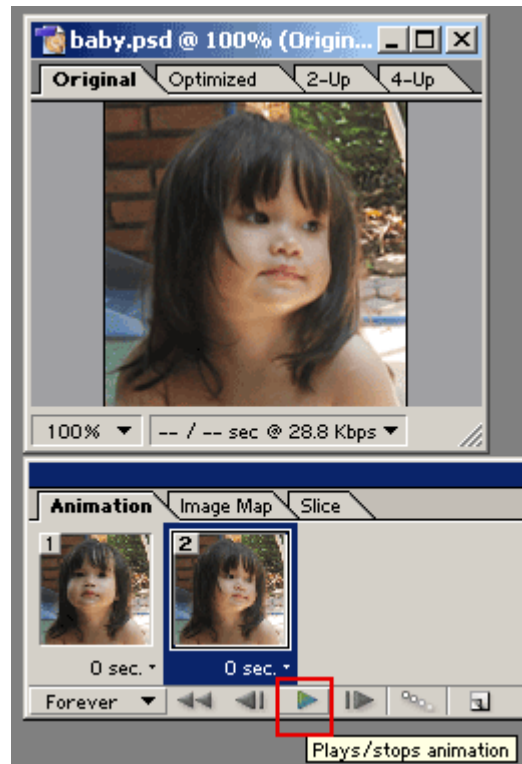 baby.psd @ 100% (Origin...
Original Optimized 2-Up 4-Up
100% -- / -- sec @ 28.8 Kbps
Animation Image Map Slice
1 2
0 sec. 0 sec.
Forever
Plays/stops animation